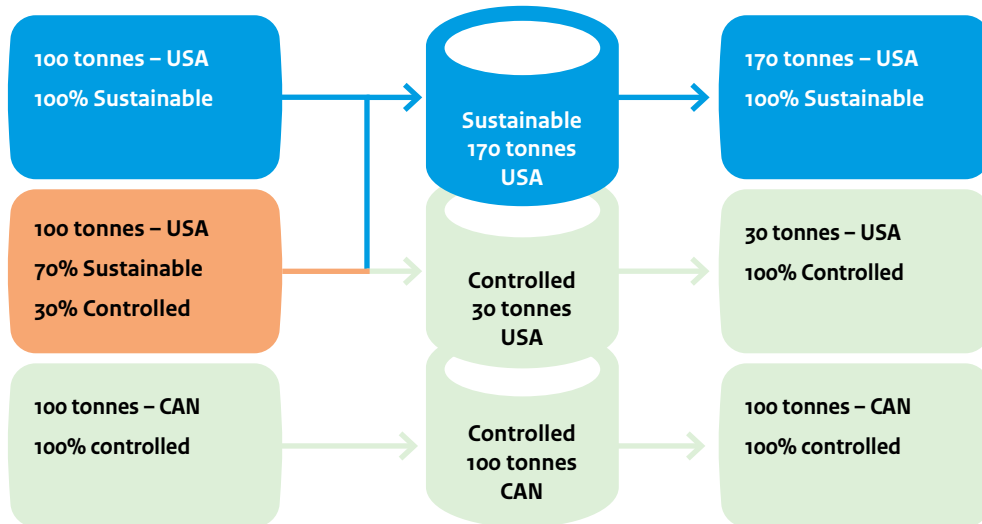 100 tonnes – USA
100% Sustainable
Sustainable
170 tonnes
USA
170 tonnes – USA
100% Sustainable
100 tonnes – USA
70% Sustainable
30% Controlled
Controlled
30 tonnes
USA
30 tonnes – USA
100% Controlled
100 tonnes – CAN
100% controlled
Controlled
100 tonnes
CAN
100 tonnes – CAN
100% controlled